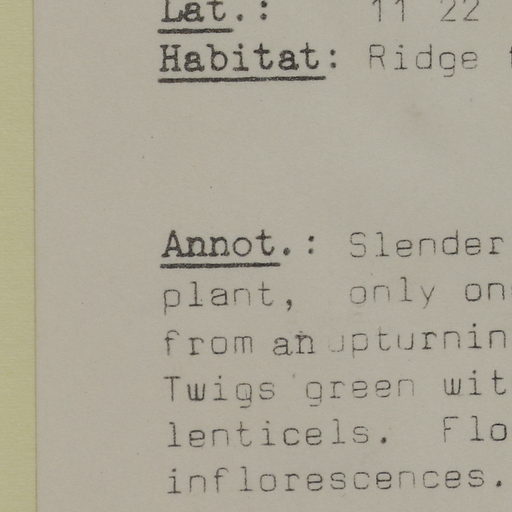 Lat.: 11 22
Habitat: Ridge
Annot.: Slender
plant, only on
from an upturnin
Twigs green wit
lenticels. Flo
inflorescences.